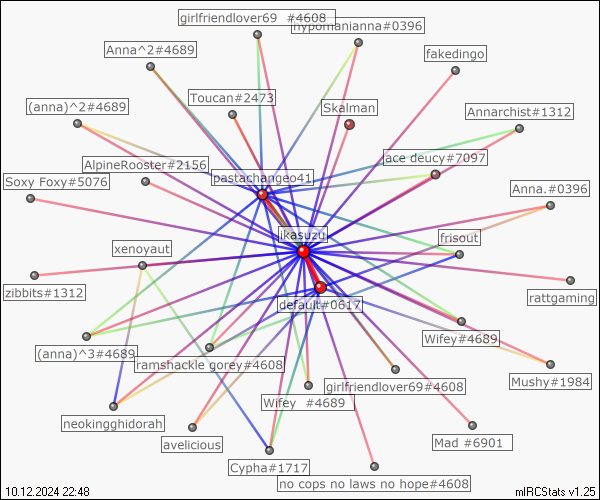 girlfriendlover69  #4608
hypomanianna#0396
Anna^2#4689
fakedingo
Toucan#2473
(anna)^2#4689
Skalman
Annarchist#1312
AlpineRooster#2156
ace deucy#7097
Soxy Foxy#5076
pastachangeo41
Anna.#0396
ikasuzu
frisout
xenoyaut
zibbits#1312
rattgaming
default#0617
Wifey#4689
(anna)^3#4689
ramshackle gorey#4608
Mushy#1984
girlfriendlover69#4608
Wifey  #4689
neokingghidorah
avelicious
Mad #6901
Cypha#1717
no cops no laws no hope#4608
10.12.2024 22:48
mIRCStats v1.25